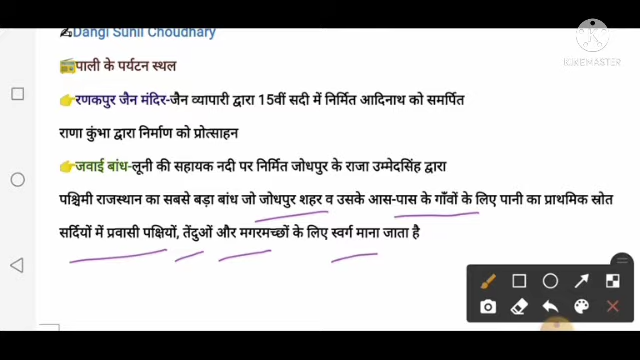 ✍Dangi Sunil Choudhary
KINEMASTER
📻पाली के पर्यटन स्थल
👉रणकपुर जैन मंदिर-जैन व्यापारी द्वारा 15वीं सदी में निर्मित आदिनाथ को समर्पित
राणा कुंभा द्वारा निर्माण को प्रोत्साहन
👉जवाई बांध-लूनी की सहायक नदी पर निर्मित जोधपुर के राजा उम्मेदसिंह द्वारा
पश्चिमी राजस्थान का सबसे बड़ा बांध जो जोधपुर शहर व उसके आस-पास के गाँवों के लिए पानी का प्राथमिक स्रोत
सर्दियों में प्रवासी पक्षियों, तेंदुओं और मगरमच्छों के लिए स्वर्ग माना जाता है